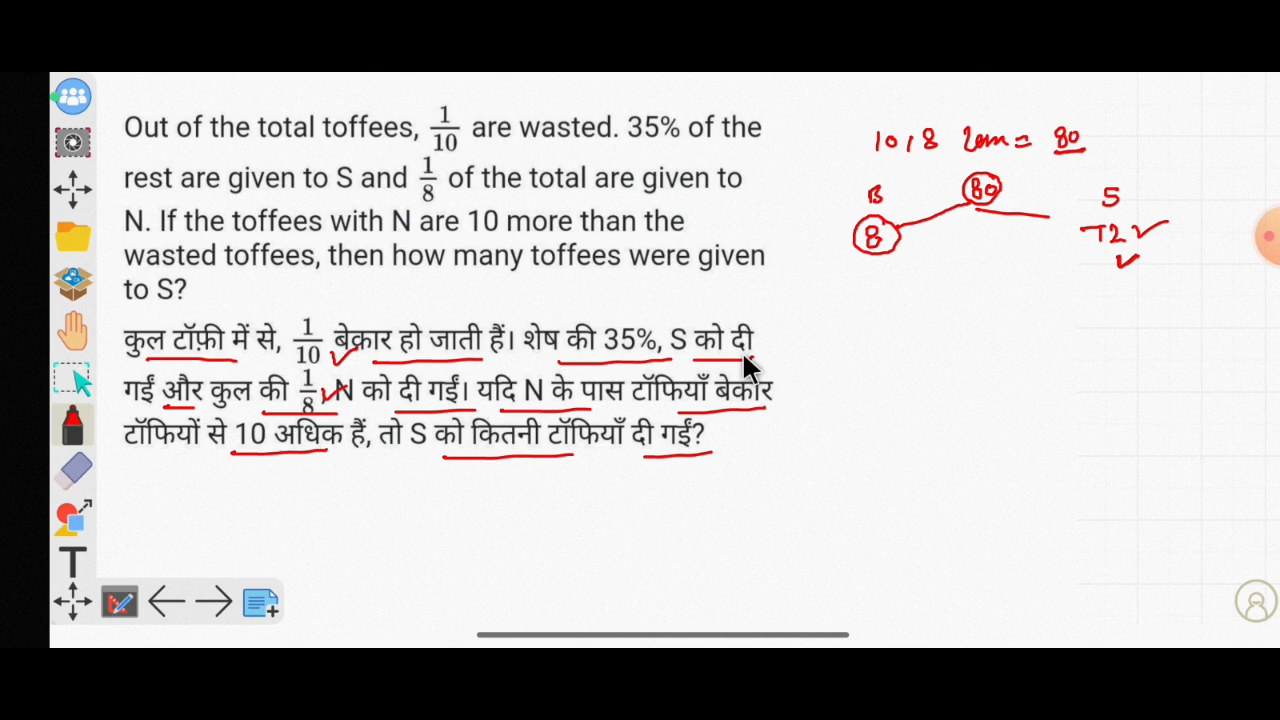 Out of the total toffees, 1/10 are wasted. 35% of the
rest are given to S and 1/8 of the total are given to
N. If the toffees with N are 10 more than the
wasted toffees, then how many toffees were given
to S?
कुल टॉफ़ी में से, 1/10 बेकार हो जाती हैं। शेष की 35%, S को दी
गईं और कुल की 1/8, N को दी गईं। यदि N के पास टॉफियाँ बेकार
टॉफियों से 10 अधिक हैं, तो S को कितनी टॉफियाँ दी गईं?
10, 8 Lcm = 80
B 80 S
8 72
T